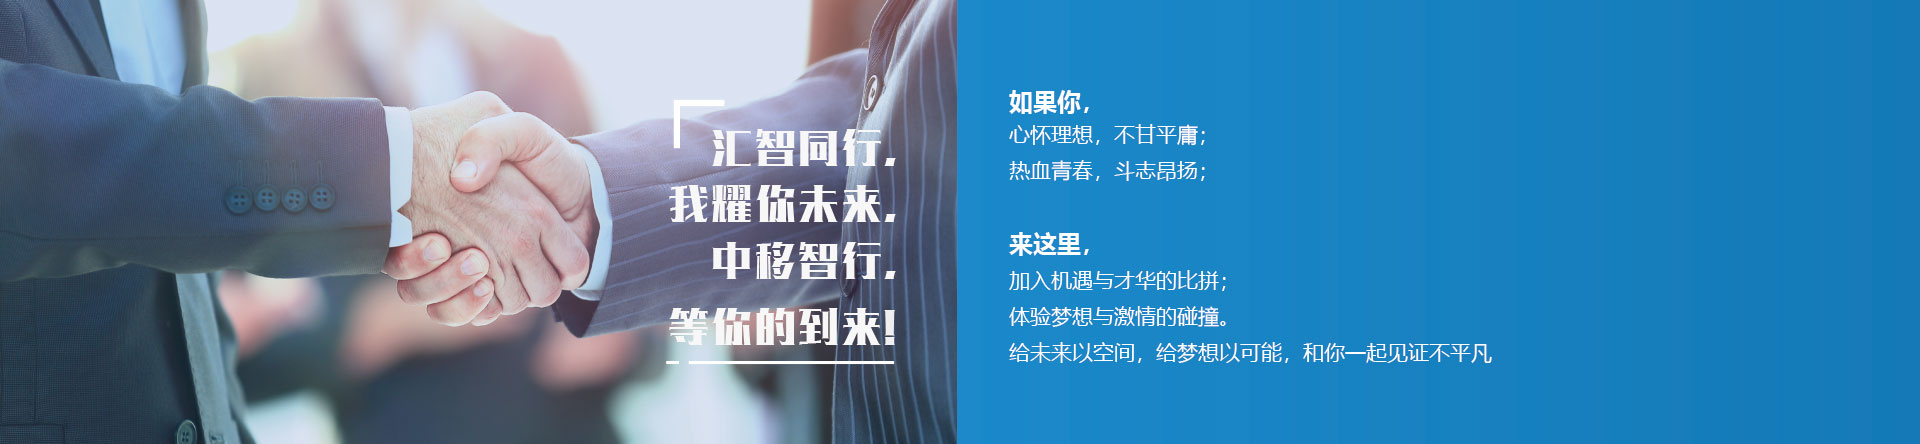 汇智同行,
我耀你未来,
中移智行,
等你的到来!
如果你，
心怀理想，不甘平庸；
热血青春，斗志昂扬；
来这里，
加入机遇与才华的比拼；
体验梦想与激情的碰撞。
给未来以空间，给梦想以可能，和你一起见证不平凡